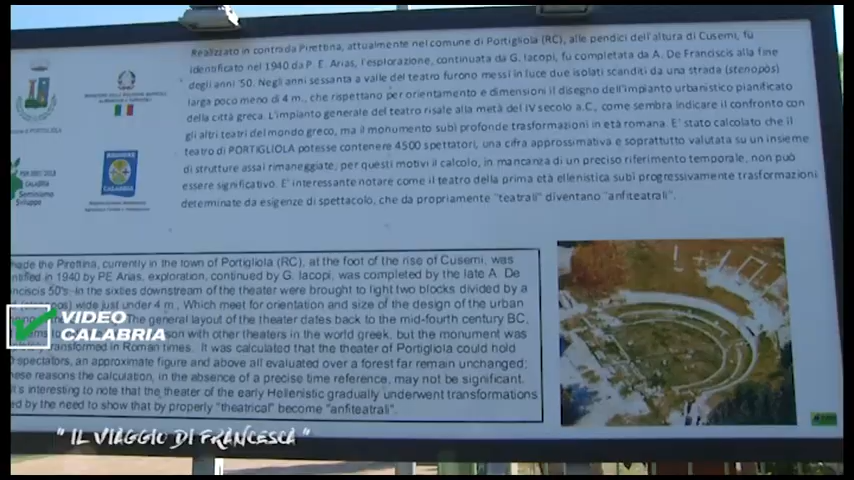 Realizzato in contrada Pirettina, attualmente nel comune di Portigliola (RC), alle pendici dell'altura di Cusemi, fu
identificato nel 1940 da P. E. Arias, l'esplorazione, continuata da G. Iacopi, fu completata da A. De Franciscis alla fine
degli anni '50. Negli anni sessanta a valle del teatro furono messi in luce due isolati scanditi da una strada (stenopòs)
larga poco meno di 4 m., che rispettano per orientamento e dimensioni il disegno dell'impianto urbanistico pianificato
della città greca. L'impianto generale del teatro risale alla metà del IV secolo a.C., come sembra indicare il confronto con
gli altri teatri del mondo greco, ma il monumento subì profonde trasformazioni in età romana. E' stato calcolato che il
teatro di PORTIGLIOLA potesse contenere 4500 spettatori, una cifra approssimativa e soprattutto valutata su un insieme
di strutture assai rimaneggiate, per questi motivi il calcolo, in mancanza di un preciso riferimento temporale, non può
essere significativo. E' interessante notare come il teatro della prima età ellenistica subì progressivamente trasformazioni
determinate da esigenze di spettacolo, che da propriamente "teatrali" diventano "anfiteatrali".
CALABRIA
made the Pirettina, currently in the town of Portigliola (RC), at the foot of the rise of Cusemi, was
in 1940 by PE Arias, exploration, continued by G. Iacopi, was completed by the late A. De
50's. In the sixties downstream of the theater were brought to light two blocks divided by a
wide just under 4 m., Which meet for orientation and size of the design of the urban
The general layout of the theater dates back to the mid-fourth century BC,
with other theaters in the world greek, but the monument was
transformed in Roman times. It was calculated that the theater of Portigliola could hold
spectators, an approximate figure and above all evaluated over a forest far remain unchanged;
these reasons the calculation, in the absence of a precise time reference, may not be significant.
It's interesting to note that the theater of the early Hellenistic gradually underwent transformations
by the need to show that by properly "theatrical" become "anfiteatrali".
VIDEO
CALABRIA
"IL VIAGGIO DI FRANCESCA"